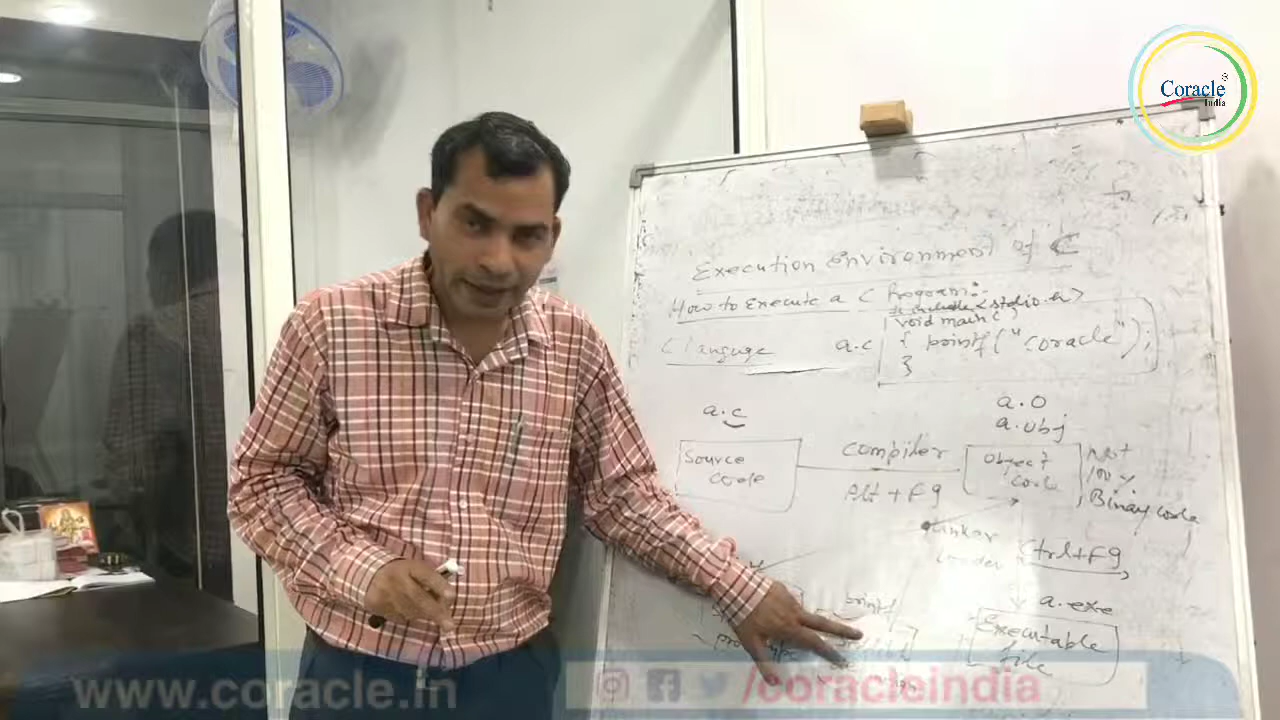 Coracle
India
Execution Environment of C
How to Execute a C Program:-
# include <stdio.h>
void main()
C language a.c { printf("Coracle");
}
a.c
a.o
a.obj
Source
Code
Compiler
Alt + F9
Object
Code
Not
100 %
Binary code
Linker
Loader
Ctrl+F9
printf
a.exe
Executable
file
prototype
www.coracle.in
/coracleindia